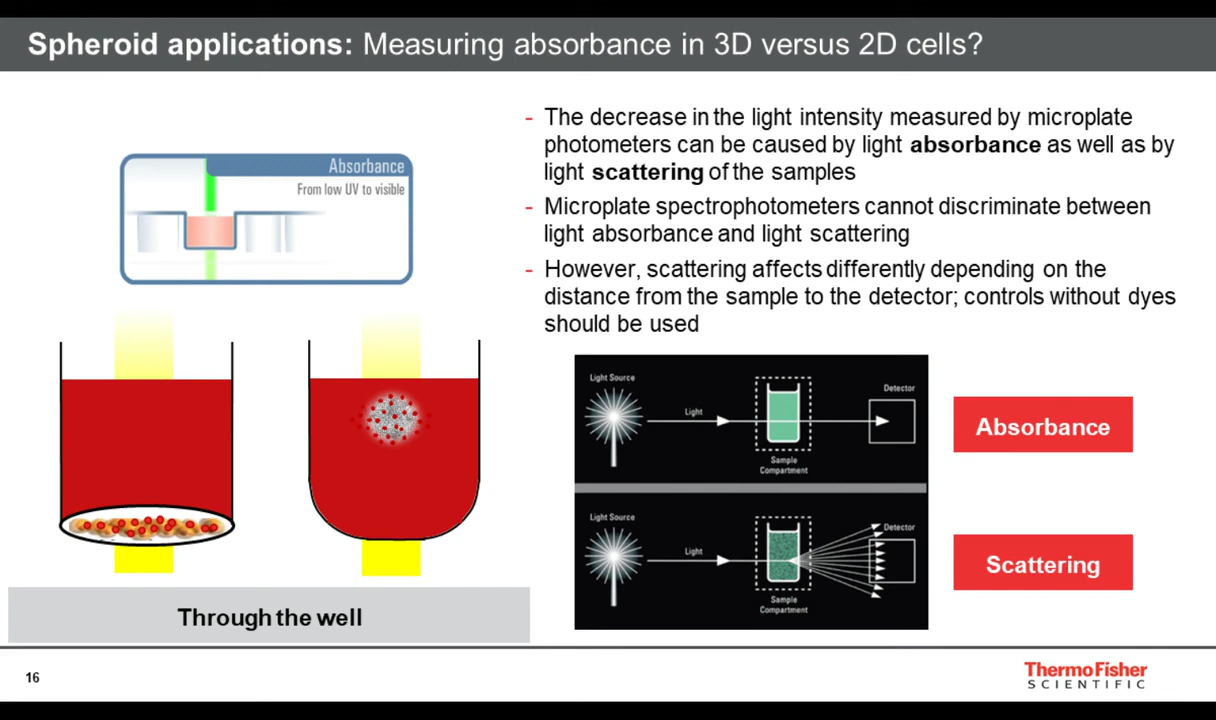 Spheroid applications: Measuring absorbance in 3D versus 2D cells?
Absorbance
From low UV to visible
Through the well
- The decrease in the light intensity measured by microplate
photometers can be caused by light absorbance as well as by
light scattering of the samples
- Microplate spectrophotometers cannot discriminate between
light absorbance and light scattering
- However, scattering affects differently depending on the
distance from the sample to the detector; controls without dyes
should be used
Light Source
Light
Sample
Compartment
Detector
Absorbance
Light Source
Light
Sample
Compartment
Detector
Scattering
16
ThermoFisher
SCIENTIFIC